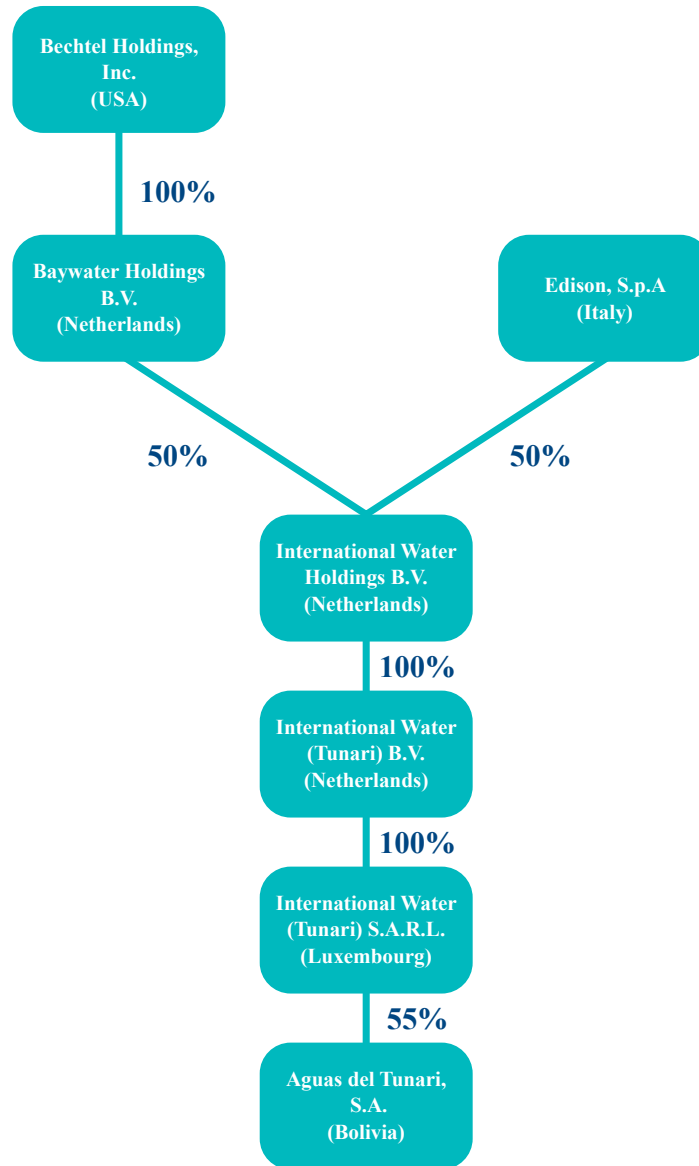 Bechtel Holdings,
Inc.
(USA)
100%
Baywater Holdings
B.V.
(Netherlands)
Edison, S.p.A
(Italy)
50%
50%
International Water
Holdings B.V.
(Netherlands)
100%
International Water
(Tunari) B.V.
(Netherlands)
100%
International Water
(Tunari) S.A.R.L.
(Luxembourg)
55%
Aguas del Tunari,
S.A.
(Bolivia)